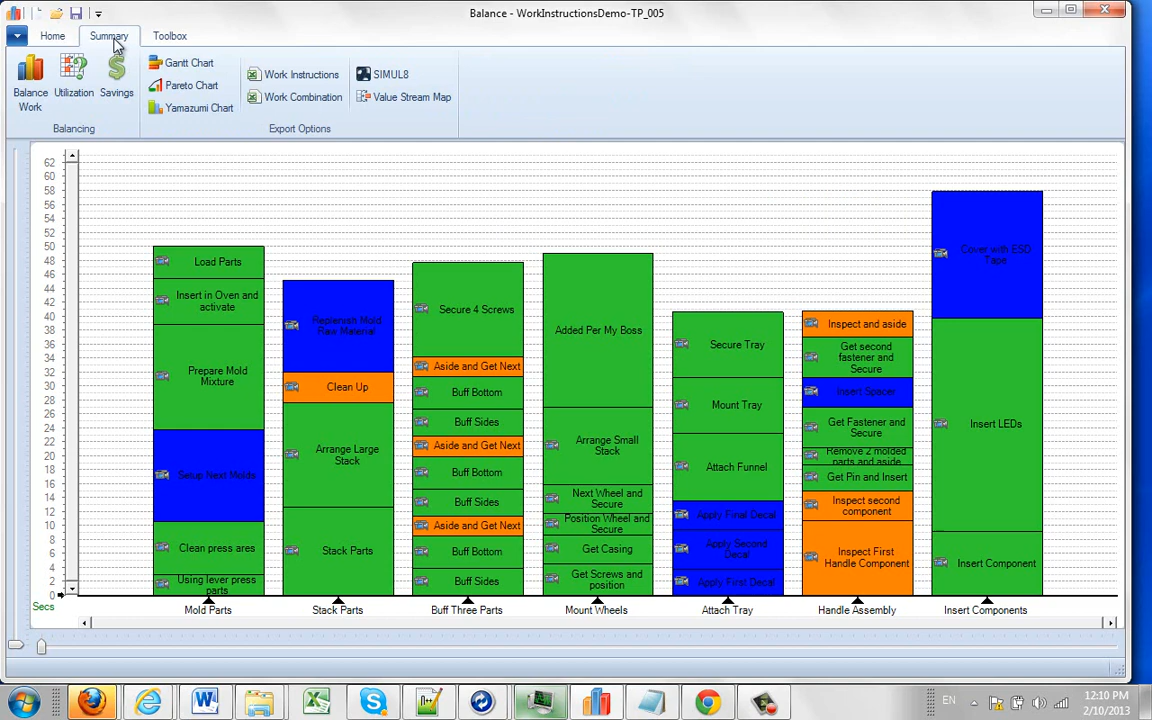 Balance - WorkInstructionsDemo-TP_005
Home Summary Toolbox
Balance
Work
Utilization
Savings
Gantt Chart
Pareto Chart
Yamazumi Chart
Work Instructions
Work Combination
SIMUL8
Value Stream Map
Balancing
Export Options
62
60
58
56
54
52
50
48
46
44
42
40
38
36
34
32
30
28
26
24
22
20
18
16
14
12
10
8
6
4
2
0
Secs
Load Parts
Insert in Oven and
activate
Prepare Mold
Mixture
Setup Next Molds
Clean press ares
Using lever press
parts
Mold Parts
Replenish Mold
Raw Material
Clean Up
Arrange Large
Stack
Stack Parts
Stack Parts
Secure 4 Screws
Aside and Get Next
Buff Bottom
Buff Sides
Aside and Get Next
Buff Bottom
Buff Sides
Aside and Get Next
Buff Bottom
Buff Sides
Buff Three Parts
Added Per My Boss
Arrange Small
Stack
Next Wheel and
Secure
Position Wheel and
Secure
Get Casing
Get Screws and
position
Mount Wheels
Secure Tray
Mount Tray
Attach Funnel
Apply Final Decal
Apply Second
Decal
Apply First Decal
Attach Tray
Inspect and aside
Get second
fastener and
Secure
Insert Spacer
Get Fastener and
Secure
Remove 2 molded
parts and aside
Get Pin and Insert
Inspect second
component
Inspect First
Handle Component
Handle Assembly
Cover with ESD
Tape
Insert LEDs
Insert Component
Insert Components
EN
12:10 PM
2/10/2013